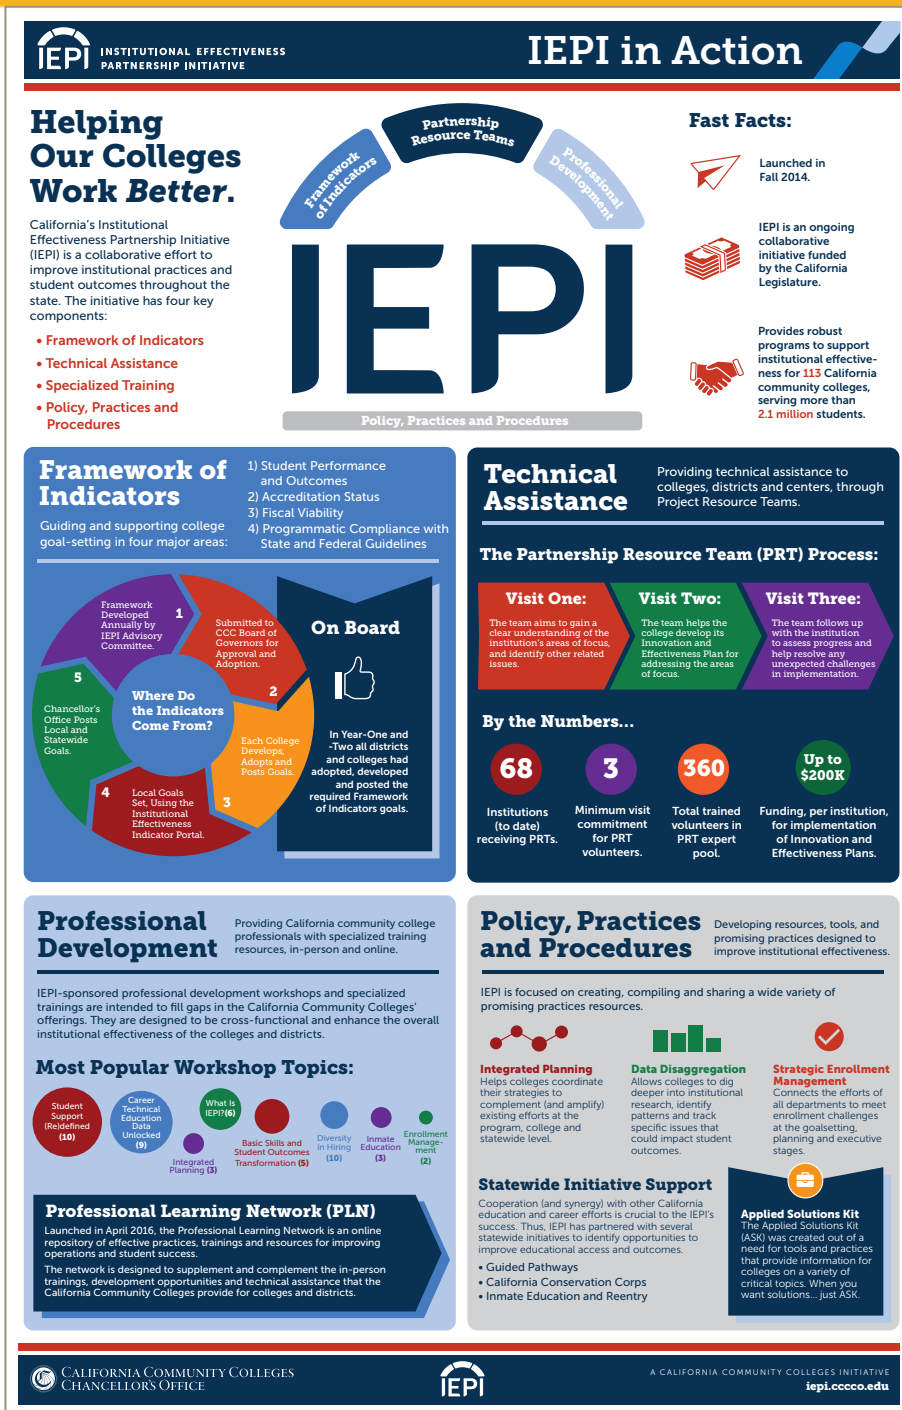 IEPI
INSTITUTIONAL EFFECTIVENESS
PARTNERSHIP INITIATIVE
IEPI in Action
Helping
Our Colleges
Work Better.
California's Institutional
Effectiveness Partnership Initiative
(IEPI) is a collaborative effort to
improve institutional practices and
student outcomes throughout the
state. The initiative has four key
components:
• Framework of Indicators
• Technical Assistance
• Specialized Training
• Policy, Practices and
Procedures
Framework
of Indicators
Partnership
Resource Teams
Professional
Development
IEPI
Policy, Practices and Procedures
Fast Facts:
Launched in
Fall 2014.
IEPI is an ongoing
collaborative
initiative funded
by the California
Legislature.
Provides robust
programs to support
institutional effective-
ness for 113 California
community colleges,
serving more than
2.1 million students.
Framework of
Indicators
Guiding and supporting college
goal-setting in four major areas:
1) Student Performance
and Outcomes
2) Accreditation Status
3) Fiscal Viability
4) Programmatic Compliance with
State and Federal Guidelines
Where Do
the Indicators
Come From?
Framework
Developed
Annually by
IEPI Advisory
Committee.
1
Submitted to
CCC Board of
Governors for
Approval and
Adoption.
2
Each College
Develops,
Adopts and
Posts Goals.
3
4
Local Goals
Set, Using the
Institutional
Effectiveness
Indicator Portal.
5
Chancellor's
Office Posts
Local and
Statewide
Goals.
On Board
In Year-One and
-Two all districts
and colleges had
adopted, developed
and posted the
required Framework
of Indicators goals.
Technical
Assistance
Providing technical assistance to
colleges, districts and centers, through
Project Resource Teams.
The Partnership Resource Team (PRT) Process:
Visit One:
The team aims to gain a
clear understanding of the
institution's areas of focus,
and identify other related
issues.
Visit Two:
The team helps the
college develop its
Innovation and
Effectiveness Plan for
addressing the areas
of focus.
Visit Three:
The team follows up
with the institution
to assess progress and
help resolve any
unexpected challenges
in implementation.
By the Numbers...
68
Institutions
(to date)
receiving PRTs.
3
Minimum visit
commitment
for PRT
volunteers.
360
Total trained
volunteers in
PRT expert
pool.
Up to
$200K
Funding, per institution,
for implementation
of Innovation and
Effectiveness Plans.
Professional
Development
Providing California community college
professionals with specialized training
resources, in-person and online.
IEPI-sponsored professional development workshops and specialized
trainings are intended to fill gaps in the California Community Colleges'
offerings. They are designed to be cross-functional and enhance the overall
institutional effectiveness of the colleges and districts.
Most Popular Workshop Topics:
Student
Support
(Re)defined
(10)
Career
Technical
Education
Data
Unlocked
(9)
Integrated
Planning (3)
What Is
IEPI?(6)
Basic Skills and
Student Outcomes
Transformation (5)
Diversity
in Hiring
(10)
Inmate
Education
(3)
Enrollment
Manage-
ment
(2)
Professional Learning Network (PLN)
Launched in April 2016, the Professional Learning Network is an online
repository of effective practices, trainings and resources for improving
operations and student success.
The network is designed to supplement and complement the in-person
trainings, development opportunities and technical assistance that the
California Community Colleges provide for colleges and districts.
Policy, Practices
and Procedures
Developing resources, tools, and
promising practices designed to
improve institutional effectiveness.
IEPI is focused on creating, compiling and sharing a wide variety of
promising practices resources.
Integrated Planning
Helps colleges coordinate
their strategies to
complement (and amplify)
existing efforts at the
program, college and
statewide level.
Data Disaggregation
Allows colleges to dig
deeper into institutional
research, identify
patterns and track
specific issues that
could impact student
outcomes.
Strategic Enrollment
Management
Connects the efforts of
all departments to meet
enrollment challenges
at the goalsetting,
planning and executive
stages.
Statewide Initiative Support
Cooperation (and synergy) with other California
education and career efforts is crucial to the IEPI's
success. Thus, IEPI has partnered with several
statewide initiatives to identify opportunities to
improve educational access and outcomes.
• Guided Pathways
• California Conservation Corps
• Inmate Education and Reentry
Applied Solutions Kit
The Applied Solutions Kit
(ASK) was created out of a
need for tools and practices
that provide information for
colleges on a variety of
critical topics. When you
want solutions... just ASK.
CALIFORNIA COMMUNITY COLLEGES
CHANCELLOR'S OFFICE
IEPI
A CALIFORNIA COMMUNITY COLLEGES INITIATIVE
iepi.cccco.edu